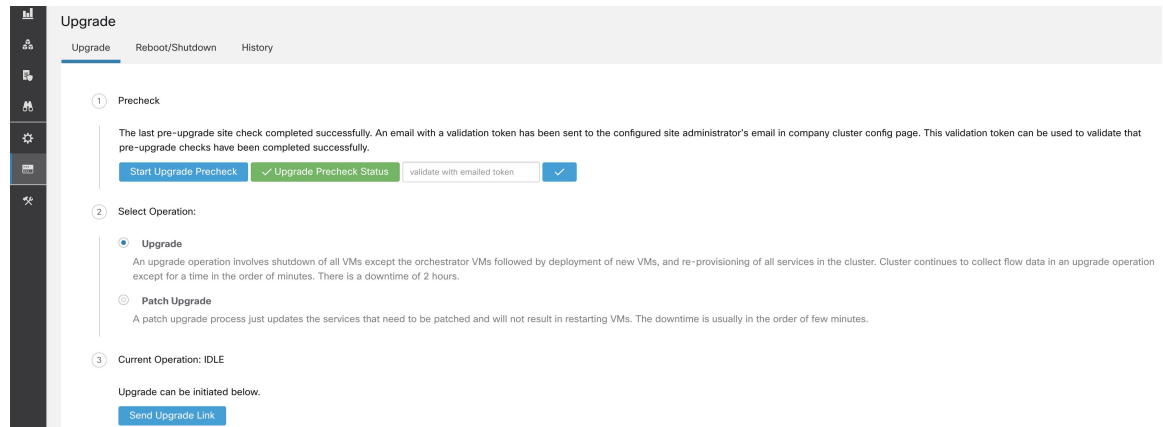 Upgrade
Upgrade Reboot/Shutdown History
1 Precheck
The last pre-upgrade site check completed successfully. An email with a validation token has been sent to the configured site administrator's email in company cluster config page. This validation token can be used to validate that
pre-upgrade checks have been completed successfully.
Start Upgrade Precheck ✓ Upgrade Precheck Status validate with emailed token ✓
2 Select Operation:
Upgrade
An upgrade operation involves shutdown of all VMs except the orchestrator VMs followed by deployment of new VMs, and re-provisioning of all services in the cluster. Cluster continues to collect flow data in an upgrade operation
except for a time in the order of minutes. There is a downtime of 2 hours.
Patch Upgrade
A patch upgrade process just updates the services that need to be patched and will not result in restarting VMs. The downtime is usually in the order of few minutes.
3 Current Operation: IDLE
Upgrade can be initiated below.
Send Upgrade Link